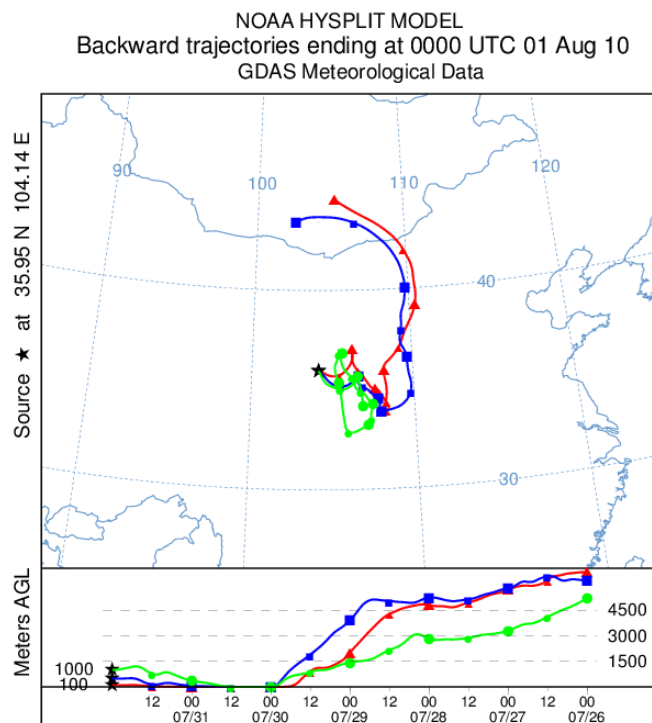 NOAA HYSPLIT MODEL
Backward trajectories ending at 0000 UTC 01 Aug 10
GDAS Meteorological Data
Source ★ at 35.95 N 104.14 E
90
100
110
120
40
30
Meters AGL
1000
100
4500
3000
1500
12 00 12 00 12 00 12 00 12 00 12 00
07/31 07/30 07/29 07/28 07/27 07/26